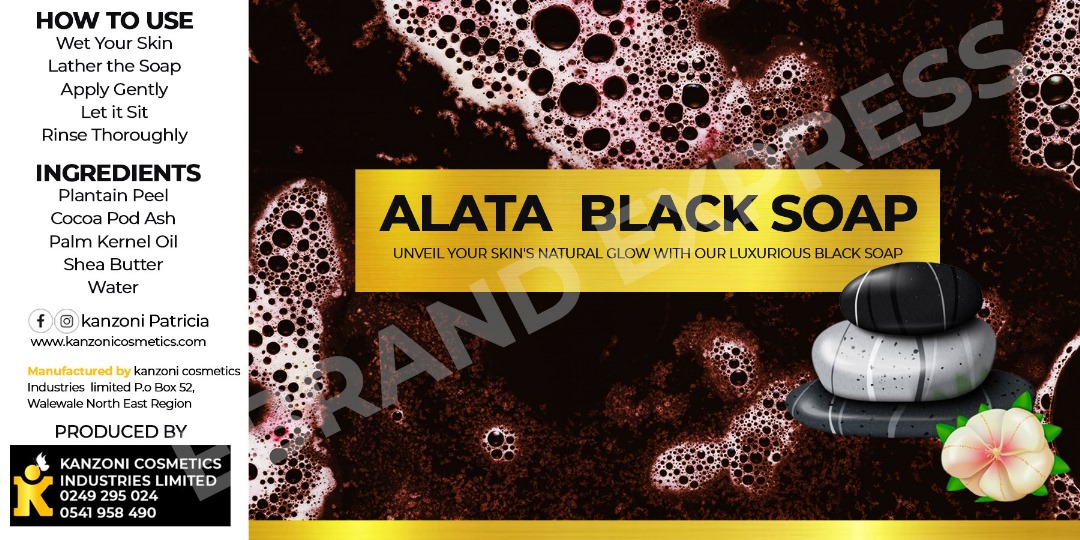 HOW TO USE
Wet Your Skin
Lather the Soap
Apply Gently
Let it Sit
Rinse Thoroughly
INGREDIENTS
Plantain Peel
Cocoa Pod Ash
Palm Kernel Oil
Shea Butter
Water
kanzoni Patricia
www.kanzonicosmetics.com
Manufactured by kanzoni cosmetics
Industries limited P.o Box 52,
Walewale North East Region
PRODUCED BY
KANZONI COSMETICS
INDUSTRIES LIMITED
0249 295 024
0541 958 490
ALATA BLACK SOAP
UNVEIL YOUR SKIN'S NATURAL GLOW WITH OUR LUXURIOUS BLACK SOAP
EXPRESS